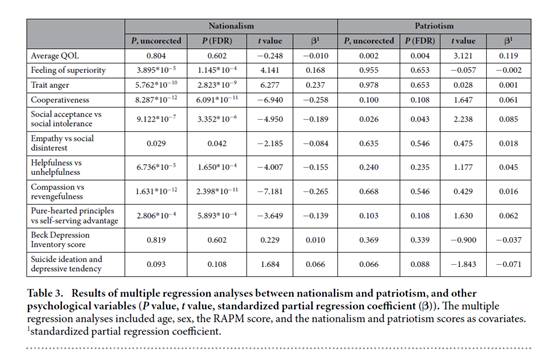 Nationalism Patriotism
P, uncorected P (FDR) t value β1 P, uncorrected P (FDR) t value β1
Average QOL 0.804 0.602 −0.248 −0.010 0.002 0.004 3.121 0.119
Feeling of superiority 3.895*10−5 1.145*10−4 4.141 0.168 0.955 0.653 −0.057 −0.002
Trait anger 5.762*10−10 2.823*10−9 6.277 0.237 0.978 0.653 0.028 0.001
Cooperativeness 8.287*10−12 6.091*10−11 −6.940 −0.258 0.100 0.108 1.647 0.061
Social acceptance vs
social intolerance 9.122*10−7 3.352*10−6 −4.950 −0.189 0.026 0.043 2.238 0.085
Empathy vs social
disinterest 0.029 0.042 −2.185 −0.084 0.635 0.546 0.475 0.018
Helpfulness vs
unhelpfulness 6.736*10−5 1.650*10−4 −4.007 −0.155 0.240 0.235 1.177 0.045
Compassion vs
revengefulness 1.631*10−12 2.398*10−11 −7.181 −0.265 0.668 0.546 0.429 0.016
Pure-hearted principles
vs self-serving advantage 2.806*10−4 5.893*10−4 −3.649 −0.139 0.103 0.108 1.630 0.062
Beck Depression
Inventory score 0.819 0.602 0.229 0.010 0.369 0.339 −0.900 −0.037
Suicide ideation and
depressive tendency 0.093 0.108 1.684 0.066 0.066 0.088 −1.843 −0.071
Table 3. Results of multiple regression analyses between nationalism and patriotism, and other
psychological variables (P value, t value, standardized partial regression coefficient (β)). The multiple
regression analyses included age, sex, the RAPM score, and the nationalism and patriotism scores as covariates.
1standardized partial regression coefficient.